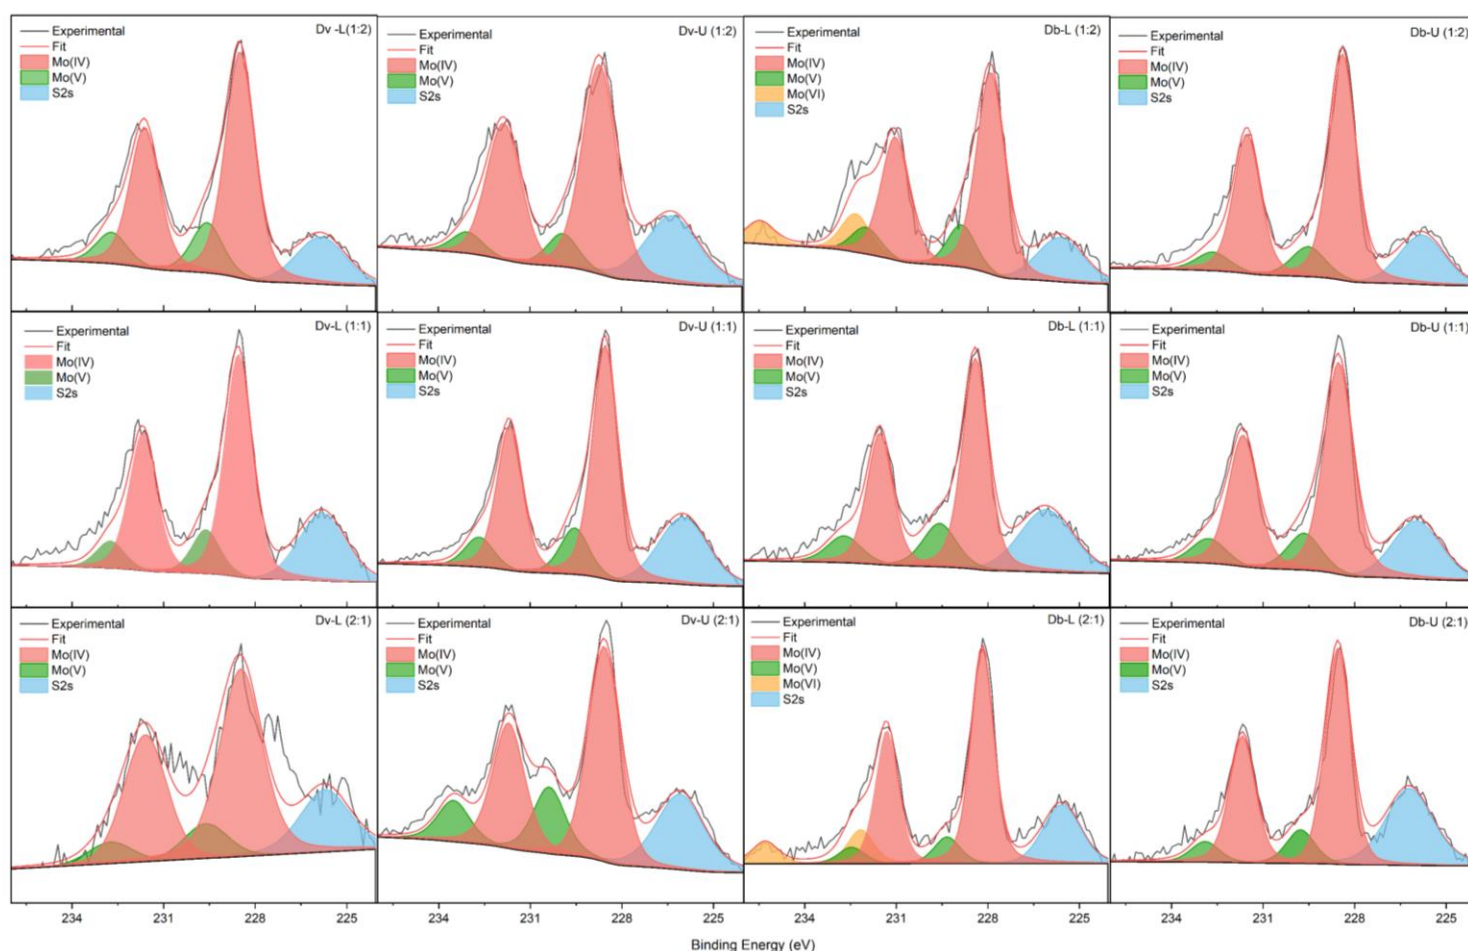 Experimental
Fit
Mo(IV)
Mo(V)
S2s
Dv -L(1:2)
Experimental
Fit
Mo(IV)
Mo(V)
S2s
Dv-U (1:2)
Experimental
Fit
Mo(IV)
Mo(V)
Mo(VI)
S2s
Db-L (1:2)
Experimental
Fit
Mo(IV)
Mo(V)
S2s
Db-U (1:2)
Experimental
Fit
Mo(IV)
Mo(V)
S2s
Dv-L (1:1)
Experimental
Fit
Mo(IV)
Mo(V)
S2s
Dv-U (1:1)
Experimental
Fit
Mo(IV)
Mo(V)
S2s
Db-L (1:1)
Experimental
Fit
Mo(IV)
Mo(V)
S2s
Db-U (1:1)
Experimental
Fit
Mo(IV)
Mo(V)
S2s
Dv-L (2:1)
Experimental
Fit
Mo(IV)
Mo(V)
S2s
Dv-U (2:1)
Experimental
Fit
Mo(IV)
Mo(V)
Mo(VI)
S2s
Db-L (2:1)
Experimental
Fit
Mo(IV)
Mo(V)
S2s
Db-U (2:1)
234 231 228 225 234 231 228 225 234 231 228 225 234 231 228 225
Binding Energy (eV)